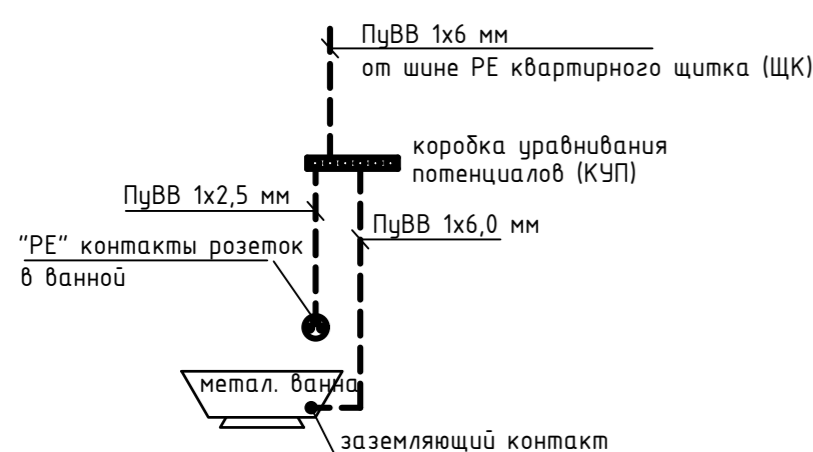 ПуВВ 1х6 мм
от шине РЕ квартирного щитка (ЩК)
коробка уравнивания
потенциалов (КУП)
ПуВВ 1х2,5 мм
ПуВВ 1х6,0 мм
"РЕ" контакты розеток
в ванной
метал. ванна
заземляющий контакт